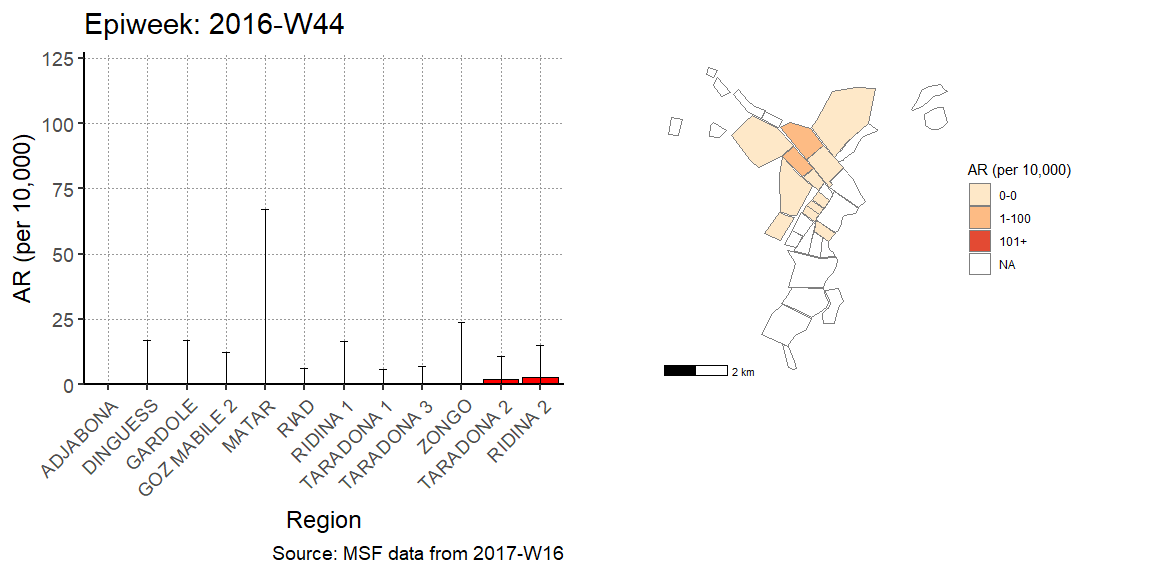 Epiweek: 2016-W44
AR (per 10,000)
125
100
75
50
25
0
ADJABONA
DINGUESS
GARDOLE
GOZ MABILE 2
MATAR
RIAD
RIDINA 1
TARADONA 1
TARADONA 3
ZONGO
TARADONA 2
RIDINA 2
Region
Source: MSF data from 2017-W16
AR (per 10,000)
0-0
1-100
101+
NA
2 km